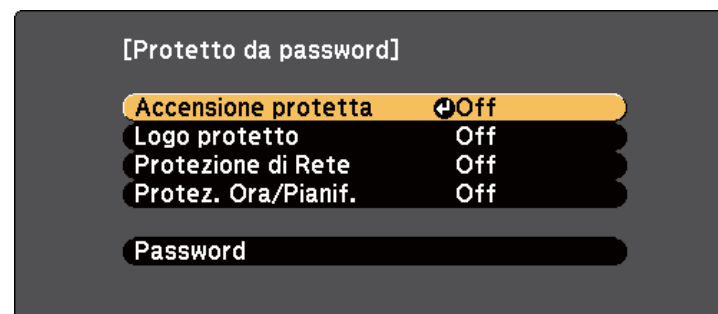 [Protetto da password]
Accensione protetta Off
Logo protetto Off
Protezione di Rete Off
Protez. Ora/Pianif. Off
Password